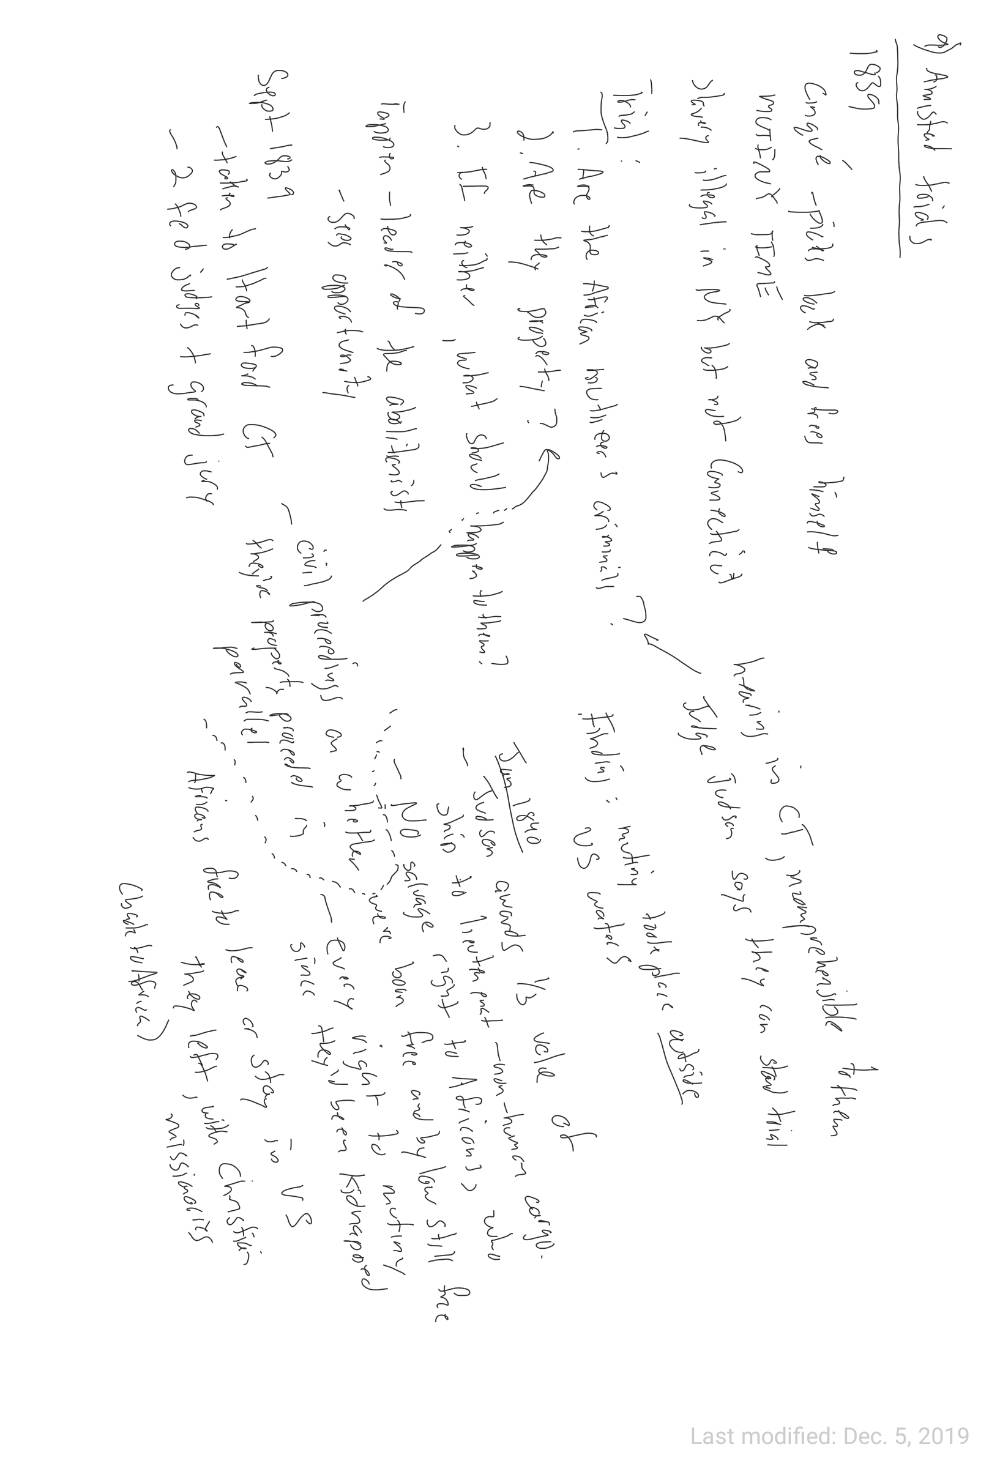 9) Amistad trials
1839
Cinqué - picks lock and frees himself
MUTINY TIME
slavery illegal in NY but not Connecticut
Trial:
1. Are the African mutineers criminals?
2. Are they property?
3. If neither, what should happen to them?
Tappen - leader of the abolitionists
- sees opportunity
Sept 1839
- taken to Hartford CT
- 2 fed judges + grand jury
- civil proceedings on whether
they're property proceeded in
parallel
hearing in CT, incomprehensible to them
Judge Judson says they can stand trial
Finding: mutiny took place outside
US waters
Jan 1840
- Judson awards 1/3 value of
ship to lieutenant - non-human cargo.
- No salvage right to Africans, who
were born free and by law still free
- every right to mutiny
since they'd been kidnapped
Africans free to leave or stay in US
they left, with Christian
missionaries
(back to Africa)
Last modified: Dec. 5, 2019